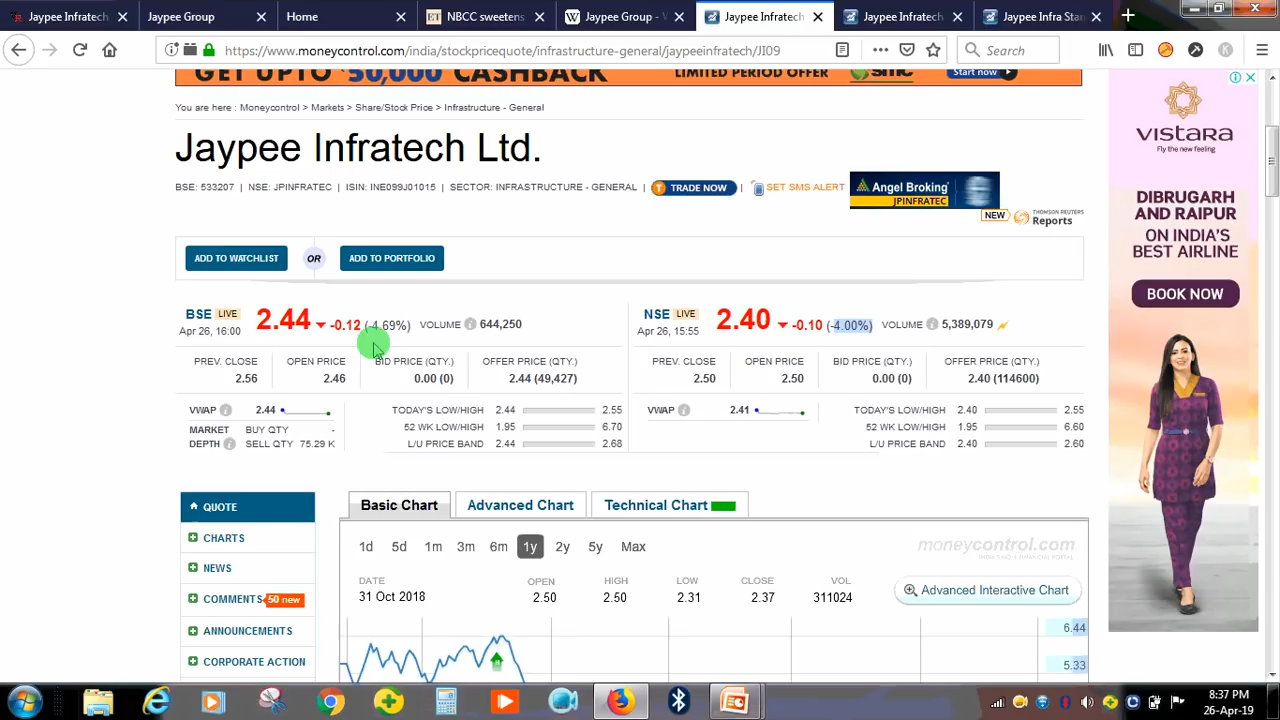 Jaypee Infratech
Jaypee Group
Home
NBCC sweetens
Jaypee Group -
Jaypee Infratech
Jaypee Infratech
Jaypee Infra Stan
https://www.moneycontrol.com/india/stockpricequote/infrastructure-general/jaypeeinfratech/JI09
Search
GET UPTO ₹50,000 CASHBACK
LIMITED PERIOD OFFER
smc
Start now
You are here : Moneycontrol > Markets > Share/Stock Price > Infrastructure - General
Jaypee Infratech Ltd.
BSE: 533207 | NSE: JPINFRATEC | ISIN: INE099J01015 | SECTOR: INFRASTRUCTURE - GENERAL |
TRADE NOW
SET SMS ALERT
Angel Broking
JPINFRATEC
NEW
THOMSON REUTERS
Reports
ADD TO WATCHLIST
OR
ADD TO PORTFOLIO
BSE LIVE
Apr 26, 16:00
2.44 -0.12 (-4.69%) VOLUME 644,250
PREV. CLOSE OPEN PRICE BID PRICE (QTY.) OFFER PRICE (QTY.)
2.56 2.46 0.00 (0) 2.44 (49,427)
VWAP 2.44
MARKET BUY QTY -
DEPTH SELL QTY 75.29 K
TODAY'S LOW/HIGH 2.44 2.55
52 WK LOW/HIGH 1.95 6.70
L/U PRICE BAND 2.44 2.68
NSE LIVE
Apr 26, 15:55
2.40 -0.10 (-4.00%) VOLUME 5,389,079
PREV. CLOSE OPEN PRICE BID PRICE (QTY.) OFFER PRICE (QTY.)
2.50 2.50 0.00 (0) 2.40 (114600)
VWAP 2.41
TODAY'S LOW/HIGH 2.40 2.55
52 WK LOW/HIGH 1.95 6.60
L/U PRICE BAND 2.40 2.60
QUOTE
CHARTS
NEWS
COMMENTS 50 new
ANNOUNCEMENTS
CORPORATE ACTION
Basic Chart
Advanced Chart
Technical Chart
1d 5d 1m 3m 6m 1y 2y 5y Max
moneycontrol.com
DATE OPEN HIGH LOW CLOSE VOL
31 Oct 2018 2.50 2.50 2.31 2.37 311024
Advanced Interactive Chart
6.44
5.33
VISTARA
Fly the new feeling
DIBRUGARH
AND RAIPUR
ON INDIA'S
BEST AIRLINE
BOOK NOW
8:37 PM
26-Apr-19